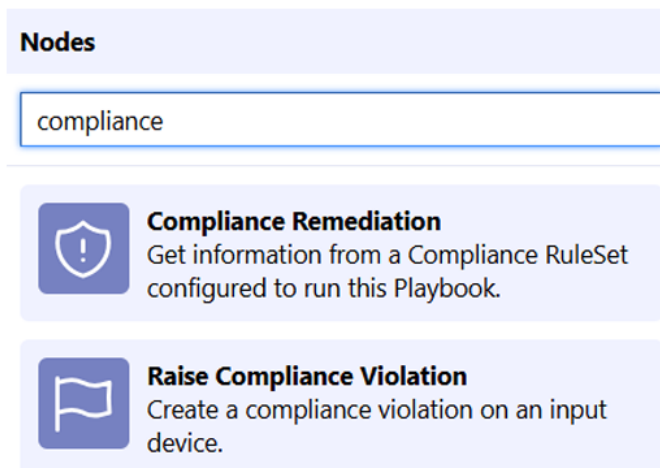 Nodes
compliance
Compliance Remediation
Get information from a Compliance RuleSet
configured to run this Playbook.
Raise Compliance Violation
Create a compliance violation on an input
device.